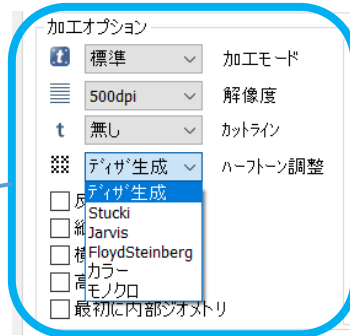 加工オプション
標準 加工モード
500dpi 解像度
t 無し カットライン
ディザ生成 ハーフトーン調整
ディザ生成
Stucki
Jarvis
FloydSteinberg
カラー
モノクロ
最初に内部ジオメトリ